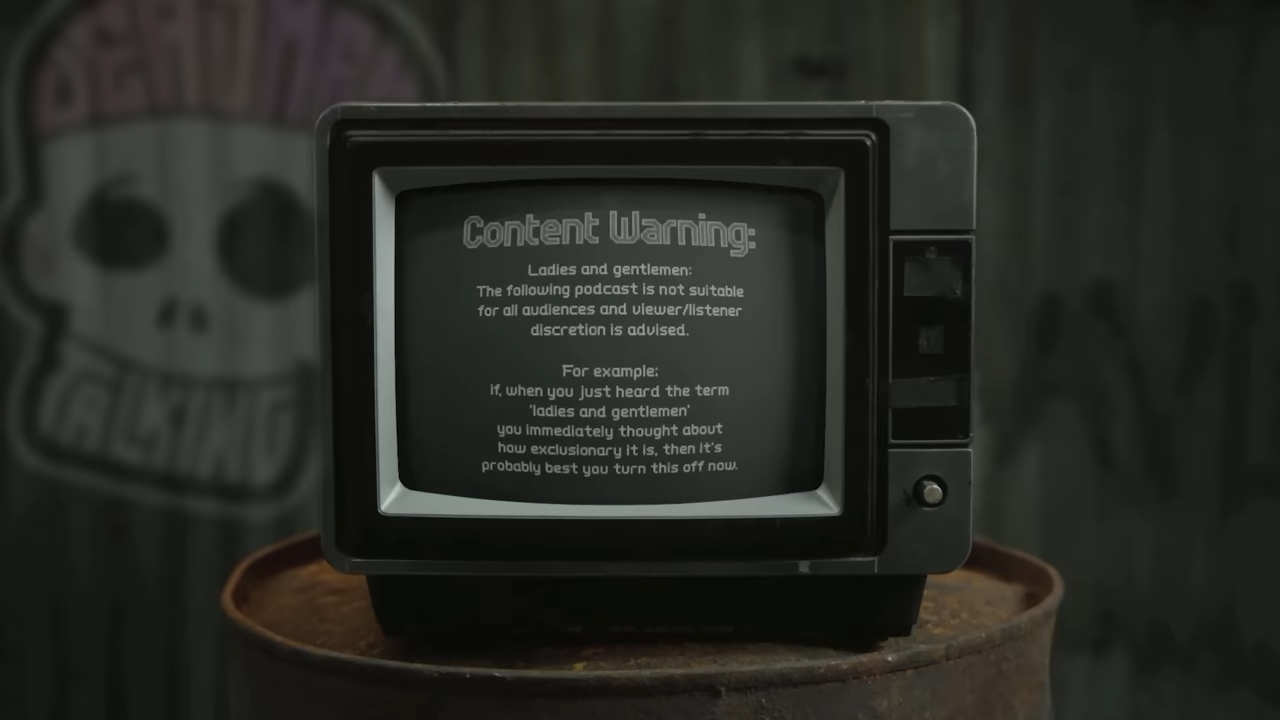 DEAD MEN
TALKING
Content Warning:
Ladies and gentlemen:
The following podcast is not suitable
for all audiences and viewer/listener
discretion is advised.
For example:
if, when you just heard the term
'ladies and gentlemen'
you immediately thought about
how exclusionary it is, then it's
probably best you turn this off now.